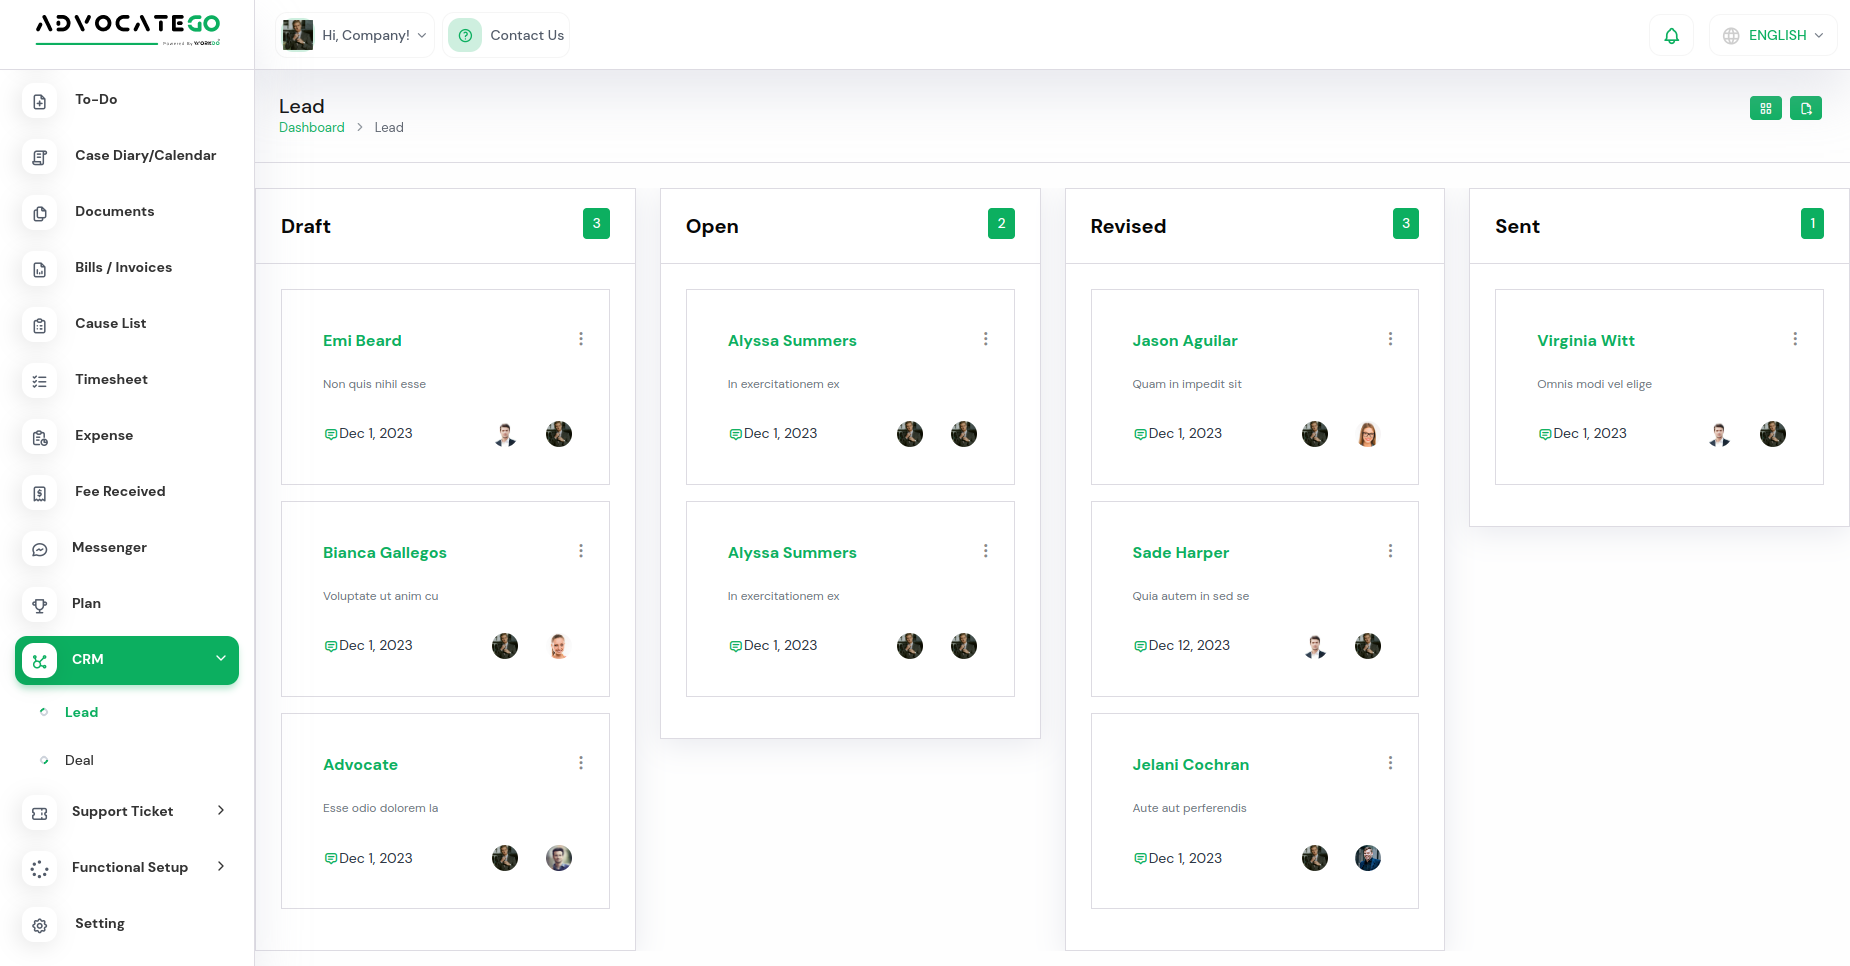 ADVOCATEGO
Powered By WORKDO
Hi, Company!
Contact Us
ENGLISH
To-Do
Case Diary/Calendar
Documents
Bills / Invoices
Cause List
Timesheet
Expense
Fee Received
Messenger
Plan
CRM
Lead
Deal
Support Ticket
Functional Setup
Setting
Lead
Dashboard > Lead
Draft 3
Emi Beard
Non quis nihil esse
Dec 1, 2023
Bianca Gallegos
Voluptate ut anim cu
Dec 1, 2023
Advocate
Esse odio dolorem la
Dec 1, 2023
Open 2
Alyssa Summers
In exercitationem ex
Dec 1, 2023
Alyssa Summers
In exercitationem ex
Dec 1, 2023
Revised 3
Jason Aguilar
Quam in impedit sit
Dec 1, 2023
Sade Harper
Quia autem in sed se
Dec 12, 2023
Jelani Cochran
Aute aut perferendis
Dec 1, 2023
Sent 1
Virginia Witt
Omnis modi vel elige
Dec 1, 2023